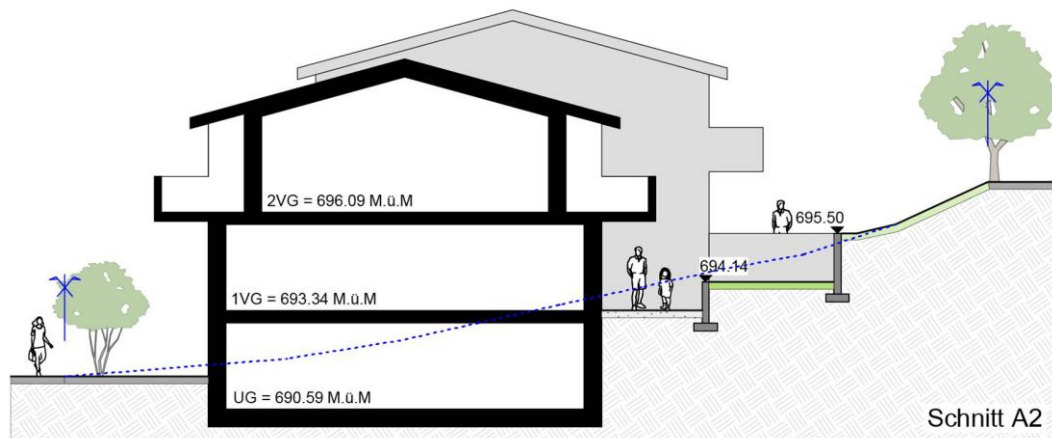 2VG = 696.09 M.ü.M
695.50
694.14
1VG = 693.34 M.ü.M
UG = 690.59 M.ü.M
Schnitt A2